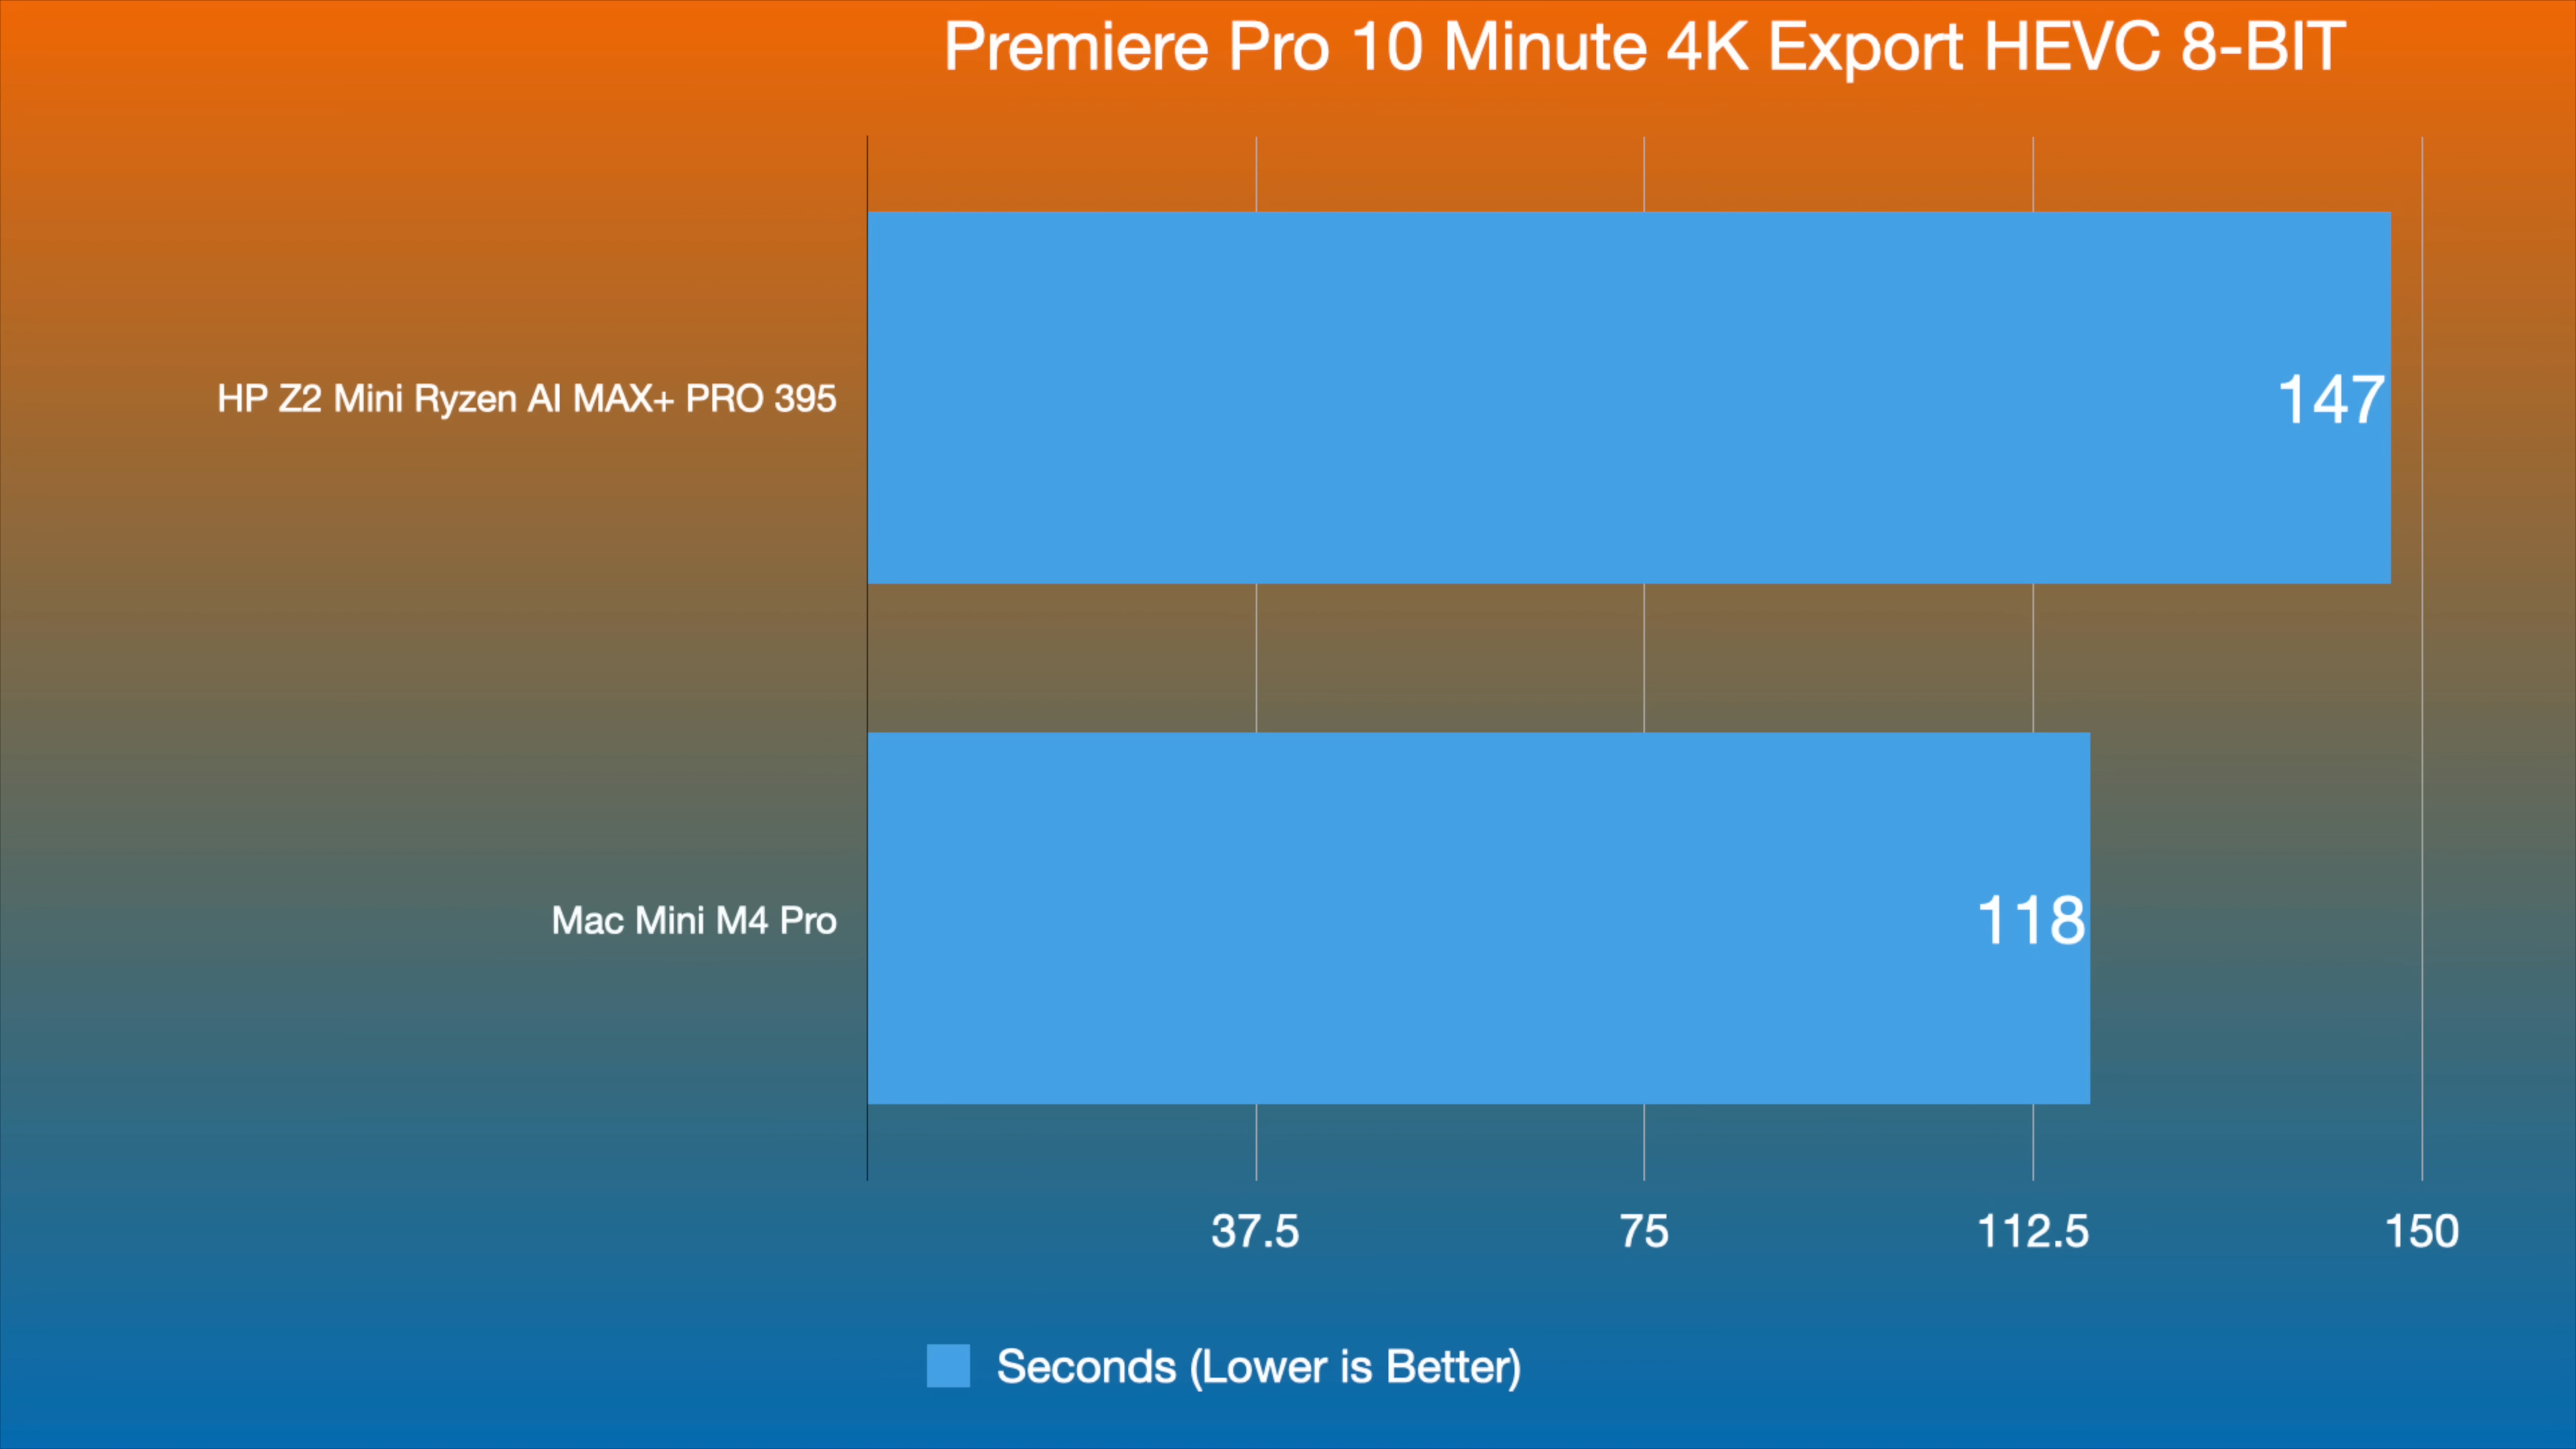 Premiere Pro 10 Minute 4K Export HEVC 8-BIT
HP Z2 Mini Ryzen AI MAX+ PRO 395
147
Mac Mini M4 Pro
118
37.5
75
112.5
150
Seconds (Lower is Better)